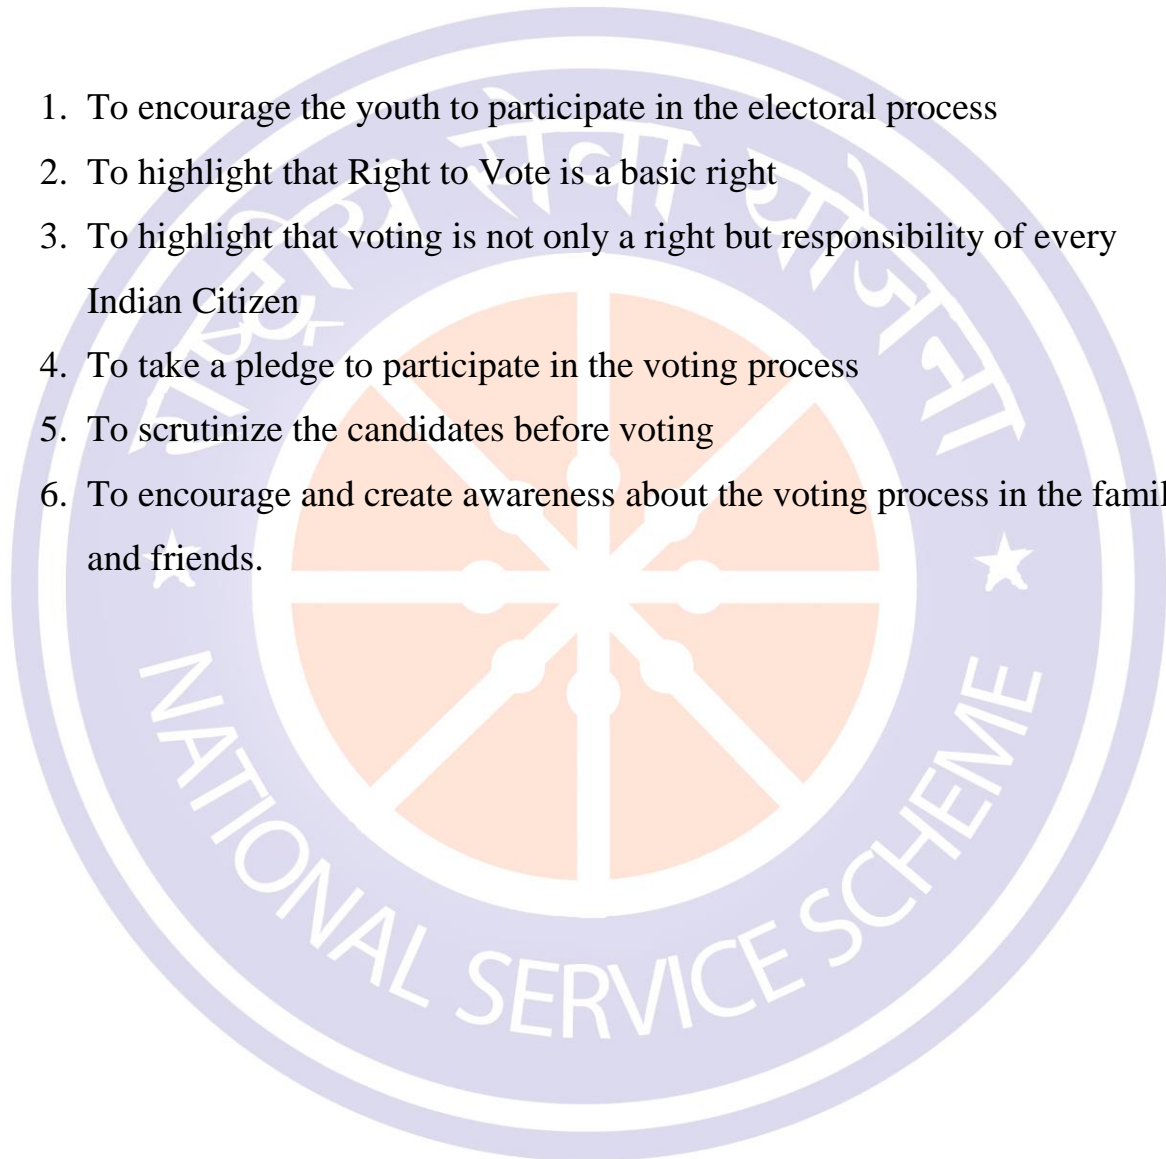 1. To encourage the youth to participate in the electoral process
2. To highlight that Right to Vote is a basic right
3. To highlight that voting is not only a right but responsibility of every
Indian Citizen
4. To take a pledge to participate in the voting process
5. To scrutinize the candidates before voting
6. To encourage and create awareness about the voting process in the famil
and friends.
राष्ट्रीय सेवा योजना
NATIONAL SERVICE SCHEME